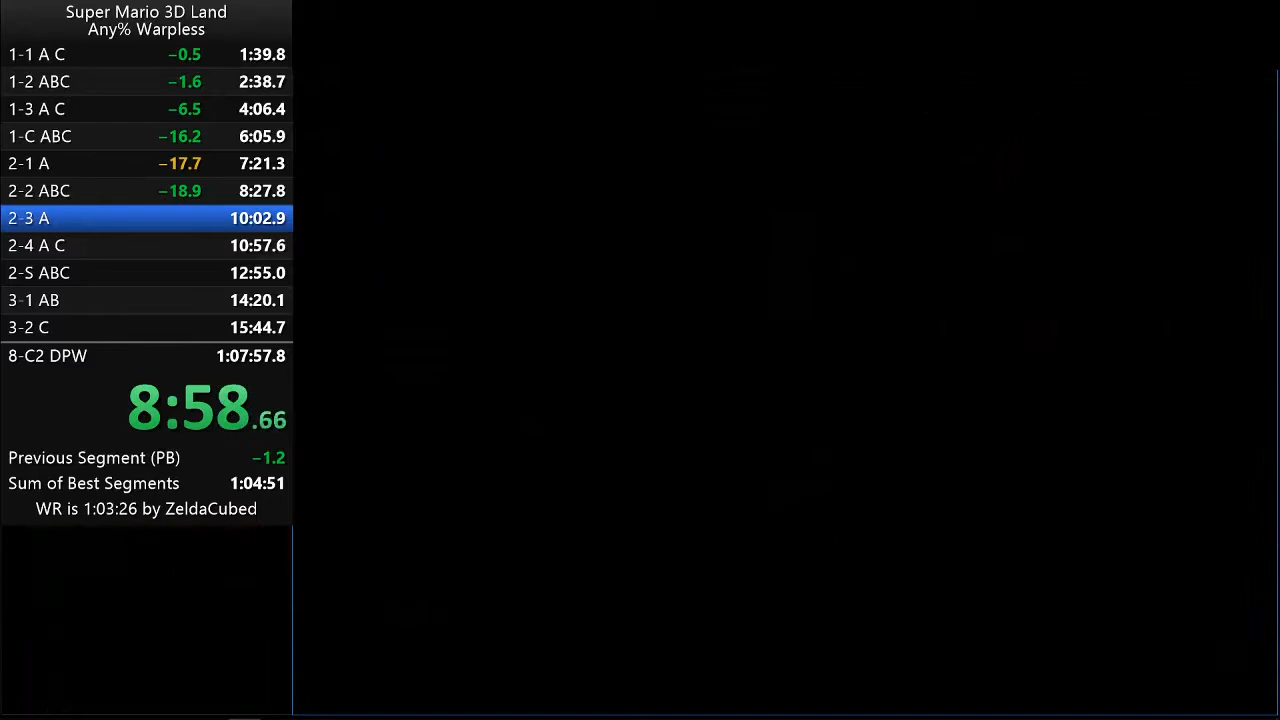 Super Mario 3D Land
Any% Warpless
1-1 A C −0.5 1:39.8
1-2 ABC −1.6 2:38.7
1-3 A C −6.5 4:06.4
1-C ABC −16.2 6:05.9
2-1 A −17.7 7:21.3
2-2 ABC −18.9 8:27.8
2-3 A 10:02.9
2-4 A C 10:57.6
2-S ABC 12:55.0
3-1 AB 14:20.1
3-2 C 15:44.7
8-C2 DPW 1:07:57.8
8:58.66
Previous Segment (PB) −1.2
Sum of Best Segments 1:04:51
WR is 1:03:26 by ZeldaCubed